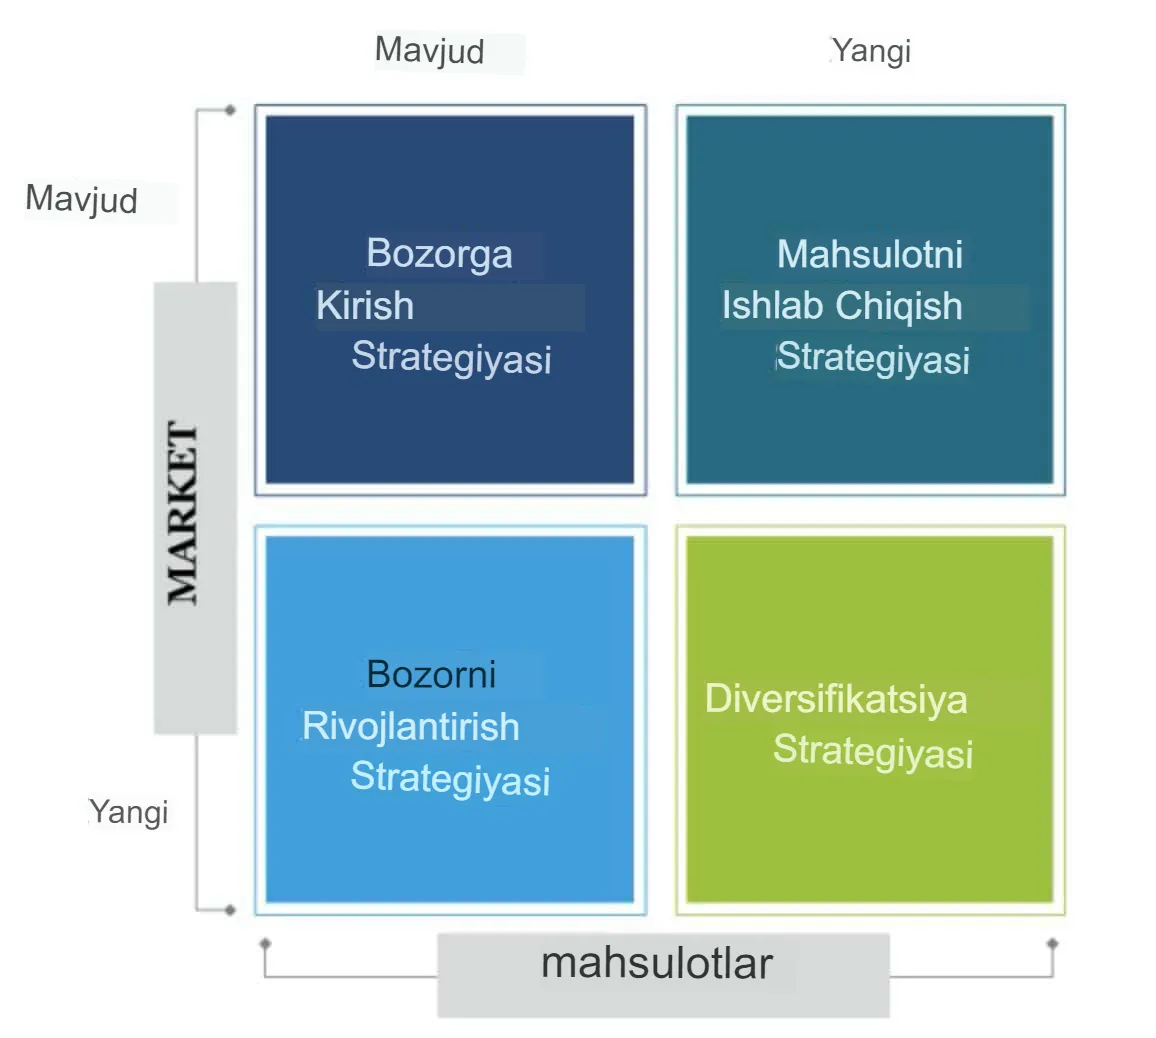 Mavjud
Yangi
Mavjud
Bozorga
Kirish
Strategiyasi
Mahsulotni
Ishlab Chiqish
Strategiyasi
MARKET
Bozorni
Rivojlantirish
Strategiyasi
Diversifikatsiya
Strategiyasi
Yangi
mahsulotlar